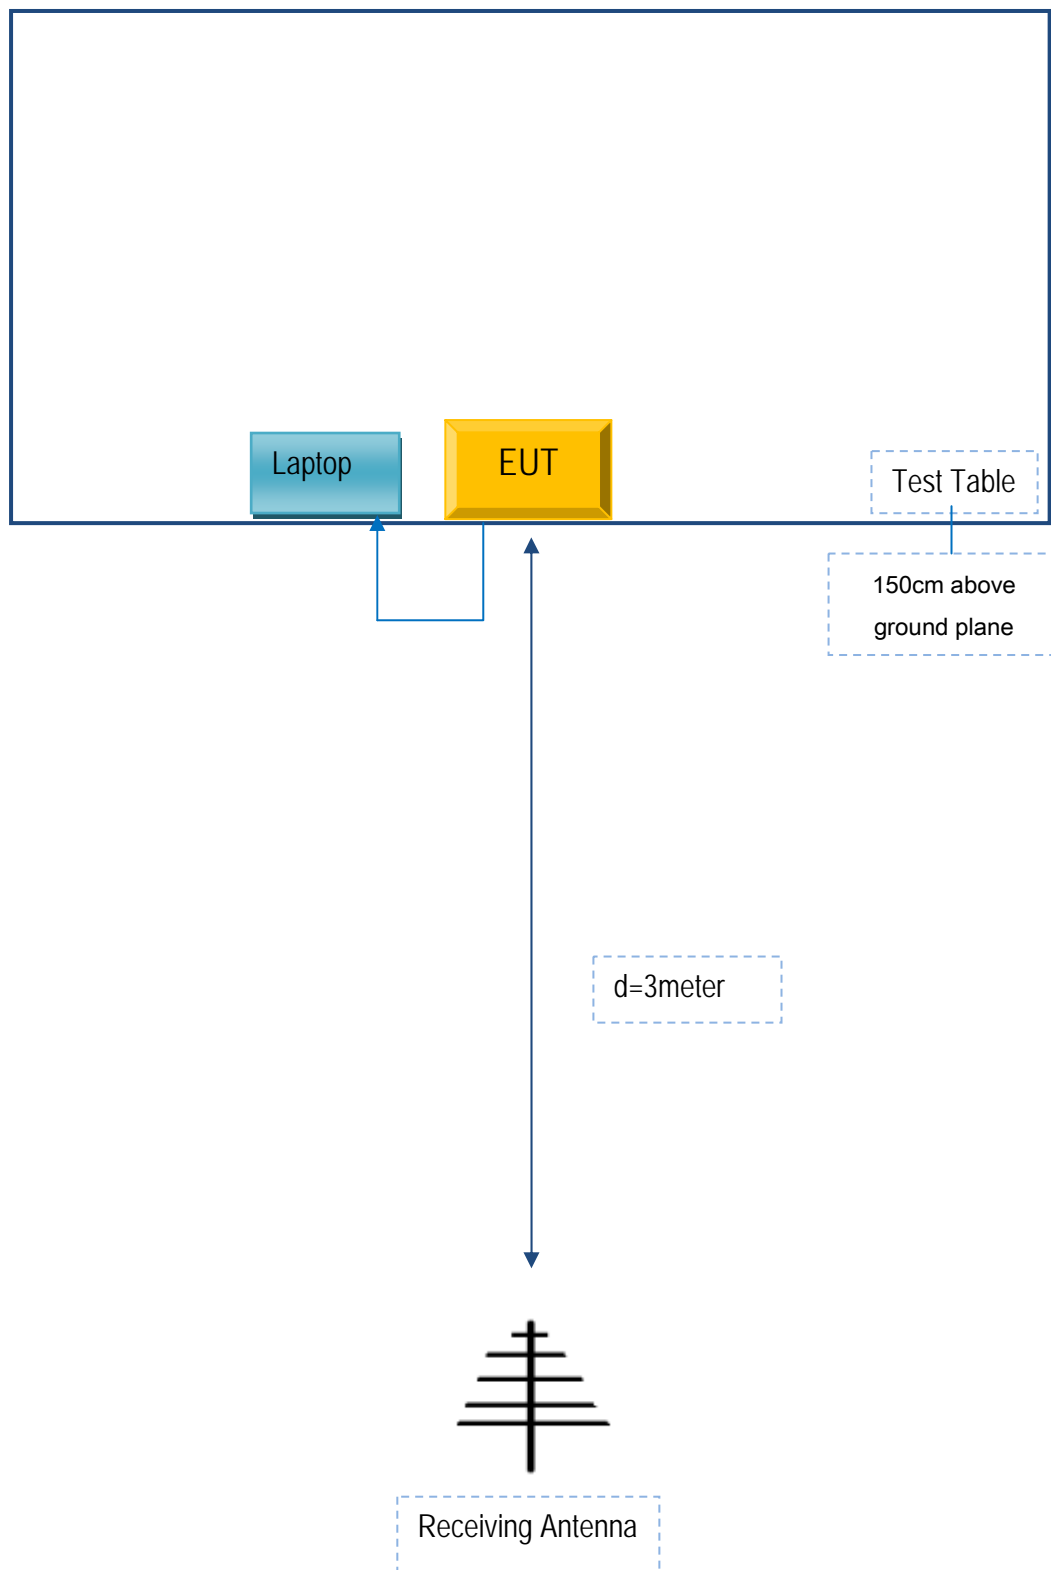 Laptop
EUT
Test Table
150cm above
ground plane
d=3meter
Receiving Antenna